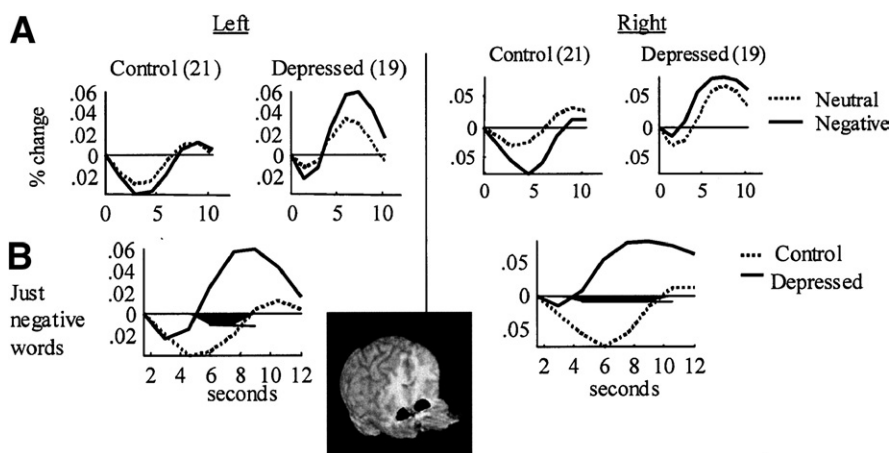 A
Left
Right
Control (21)
Depressed (19)
Control (21)
Depressed (19)
% change
.06
.04
.02
0
.02
0
5
10
.06
.04
.02
0
.02
0
5
10
.05
0
.05
0
5
10
.05
0
.05
0
5
10
Neutral
Negative
B
Just
negative
words
.06
.04
.02
0
.02
2
4
6
8
10
12
seconds
.05
0
0.5
2
4
6
8
10
12
seconds
Control
Depressed